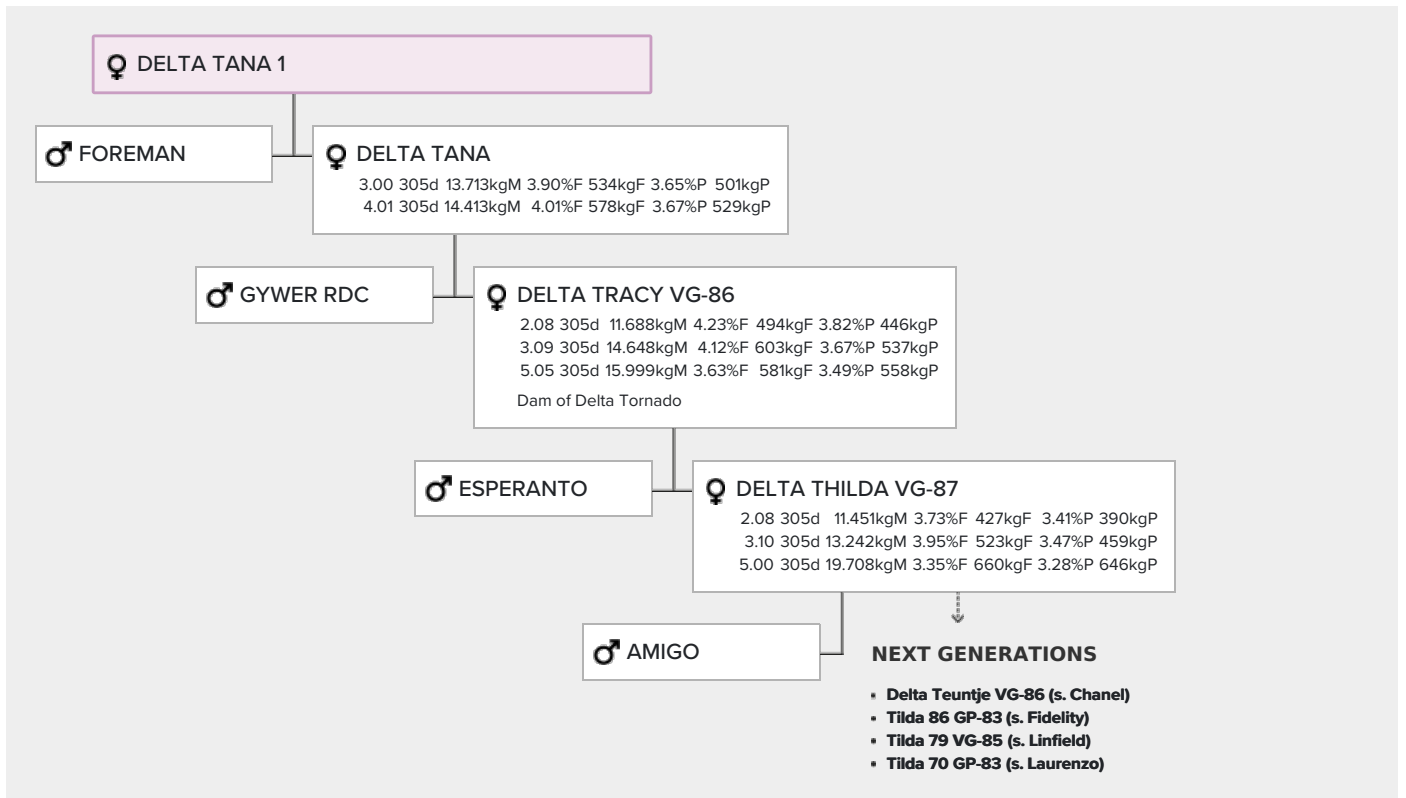 DELTA TANA 1
FOREMAN
DELTA TANA
3.00 305d 13.713kgM 3.90%F 534kgF 3.65%P 501kgP
4.01 305d 14.413kgM 4.01%F 578kgF 3.67%P 529kgP
GYWER RDC
DELTA TRACY VG-86
2.08 305d 11.688kgM 4.23%F 494kgF 3.82%P 446kgP
3.09 305d 14.648kgM 4.12%F 603kgF 3.67%P 537kgP
5.05 305d 15.999kgM 3.63%F 581kgF 3.49%P 558kgP
Dam of Delta Tornado
ESPERANTO
DELTA THILDA VG-87
2.08 305d 11.451kgM 3.73%F 427kgF 3.41%P 390kgP
3.10 305d 13.242kgM 3.95%F 523kgF 3.47%P 459kgP
5.00 305d 19.708kgM 3.35%F 660kgF 3.28%P 646kgP
AMIGO
NEXT GENERATIONS
• Delta Teuntje VG-86 (s. Chanel)
• Tilda 86 GP-83 (s. Fidelity)
• Tilda 79 VG-85 (s. Linfield)
• Tilda 70 GP-83 (s. Laurenzo)